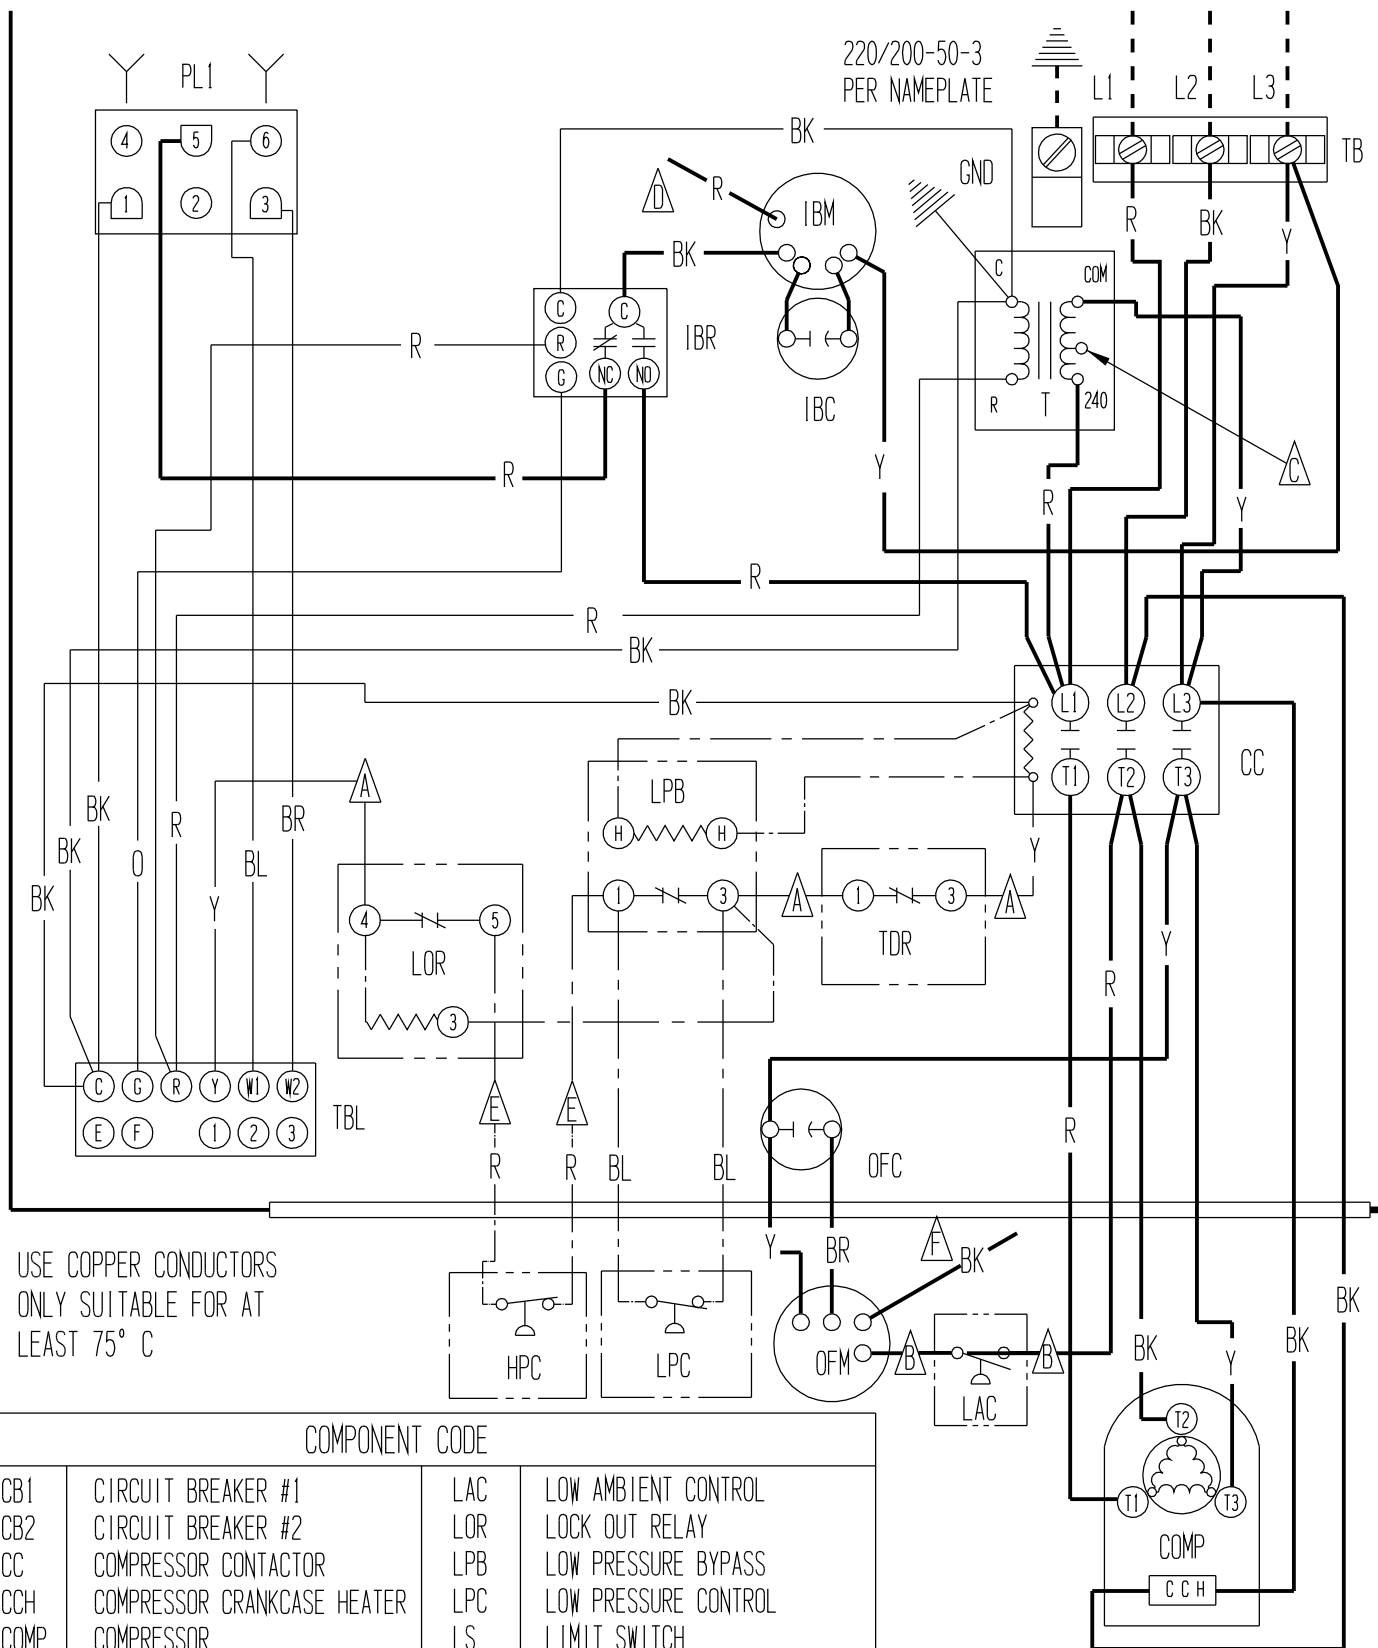 220/200-50-3
PER NAMEPLATE
PL1
L1
L2
L3
TB
4
5
6
1
2
3
BK
GND
D
R
IBM
R
BK
Y
BK
C
COM
C
C
R
G
NC
NO
IBR
R
IBC
R
T
240
R
Y
R
Y
C
R
R
BK
BK
L1
L2
L3
T1
T2
T3
CC
A
LPB
H
H
BK
R
BR
BK
O
BL
Y
BK
Y
4
5
LOR
3
1
3
A
1
3
A
TDR
Y
R
C
G
R
Y
W1
W2
E
F
1
2
3
TBL
E
E
R
R
R
BL
BL
OFC
USE COPPER CONDUCTORS
ONLY SUITABLE FOR AT
LEAST 75° C
Y
BR
F
BK
BK
HPC
LPC
OFM
B
B
LAC
BK
Y
BK
T2
T1
T3
COMP
CCH
COMPONENT CODE
CB1 CIRCUIT BREAKER #1 LAC LOW AMBIENT CONTROL
CB2 CIRCUIT BREAKER #2 LOR LOCK OUT RELAY
CC COMPRESSOR CONTACTOR LPB LOW PRESSURE BYPASS
CCH COMPRESSOR CRANKCASE HEATER LPC LOW PRESSURE CONTROL
COMP COMPRESSOR LS LIMIT SWITCH